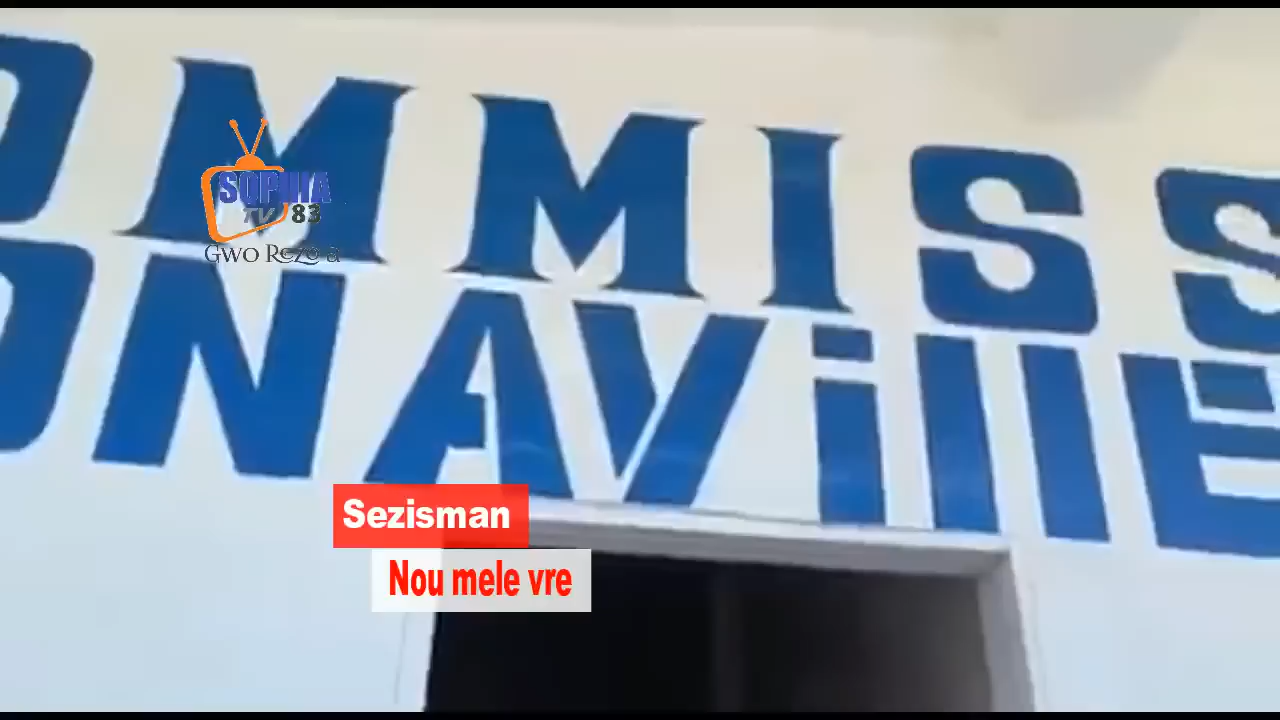 OMMISS
ONAVillE
SOPHIA
TV 83
Gwo Rezo a
Sezisman
Nou mele vre